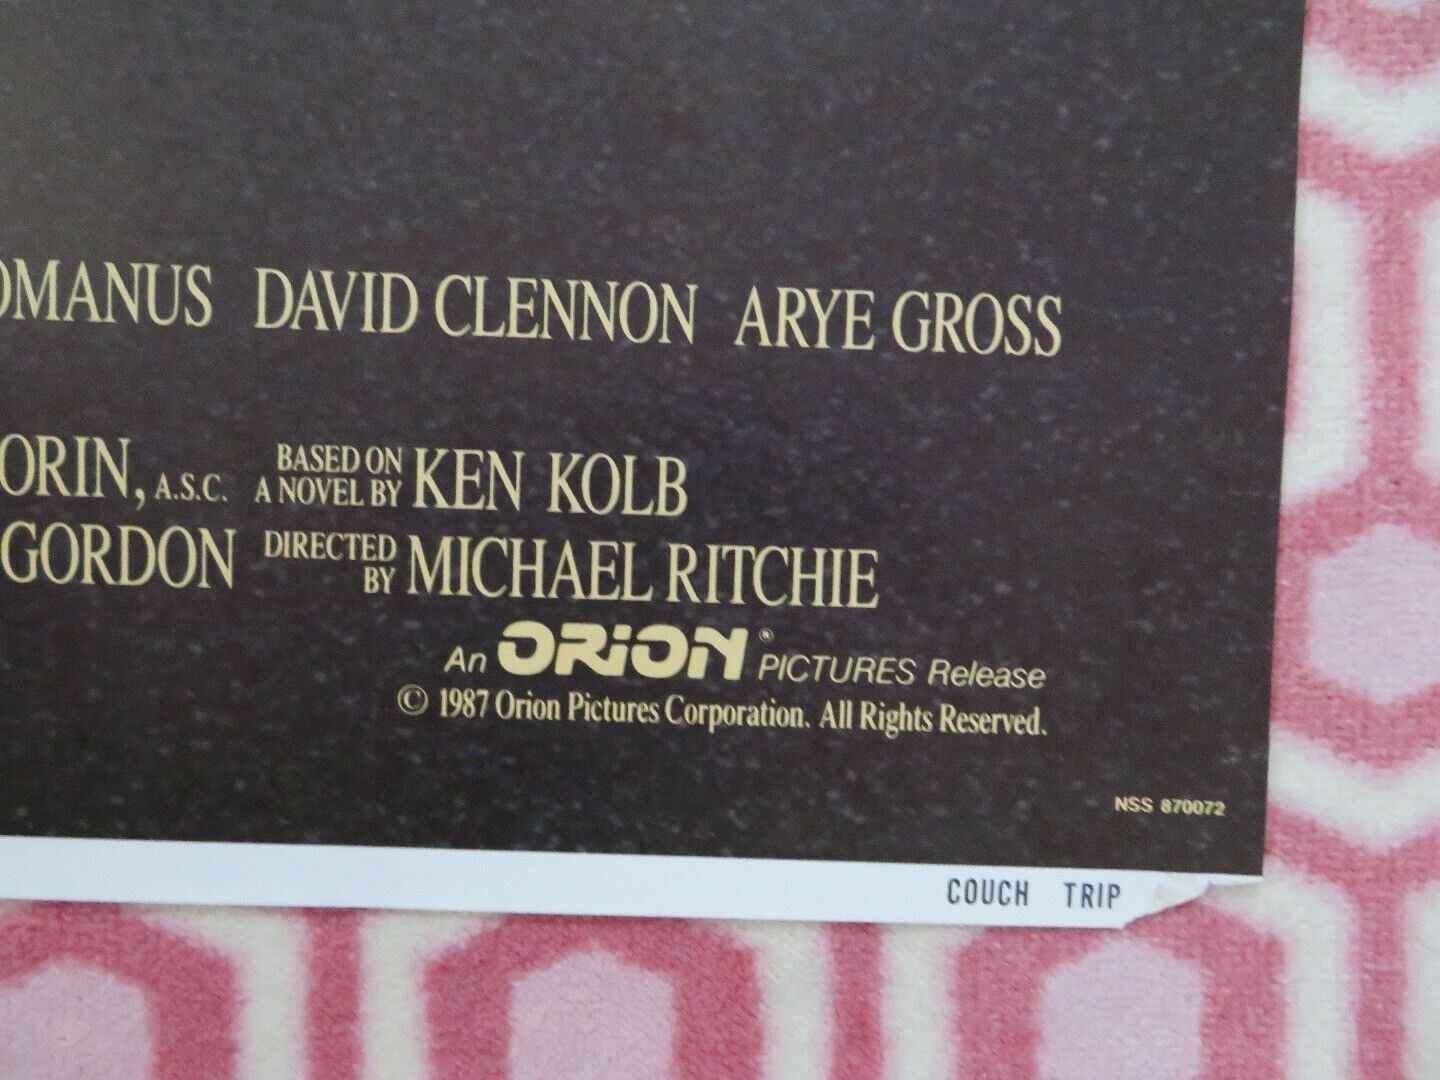 OMANUS DAVID CLENNON ARYE GROSS
ORIN, A.S.C. BASED ON A NOVEL BY KEN KOLB
GORDON DIRECTED BY MICHAEL RITCHIE
An ORION® PICTURES Release
© 1987 Orion Pictures Corporation. All Rights Reserved.
NSS 870072
COUCH TRIP